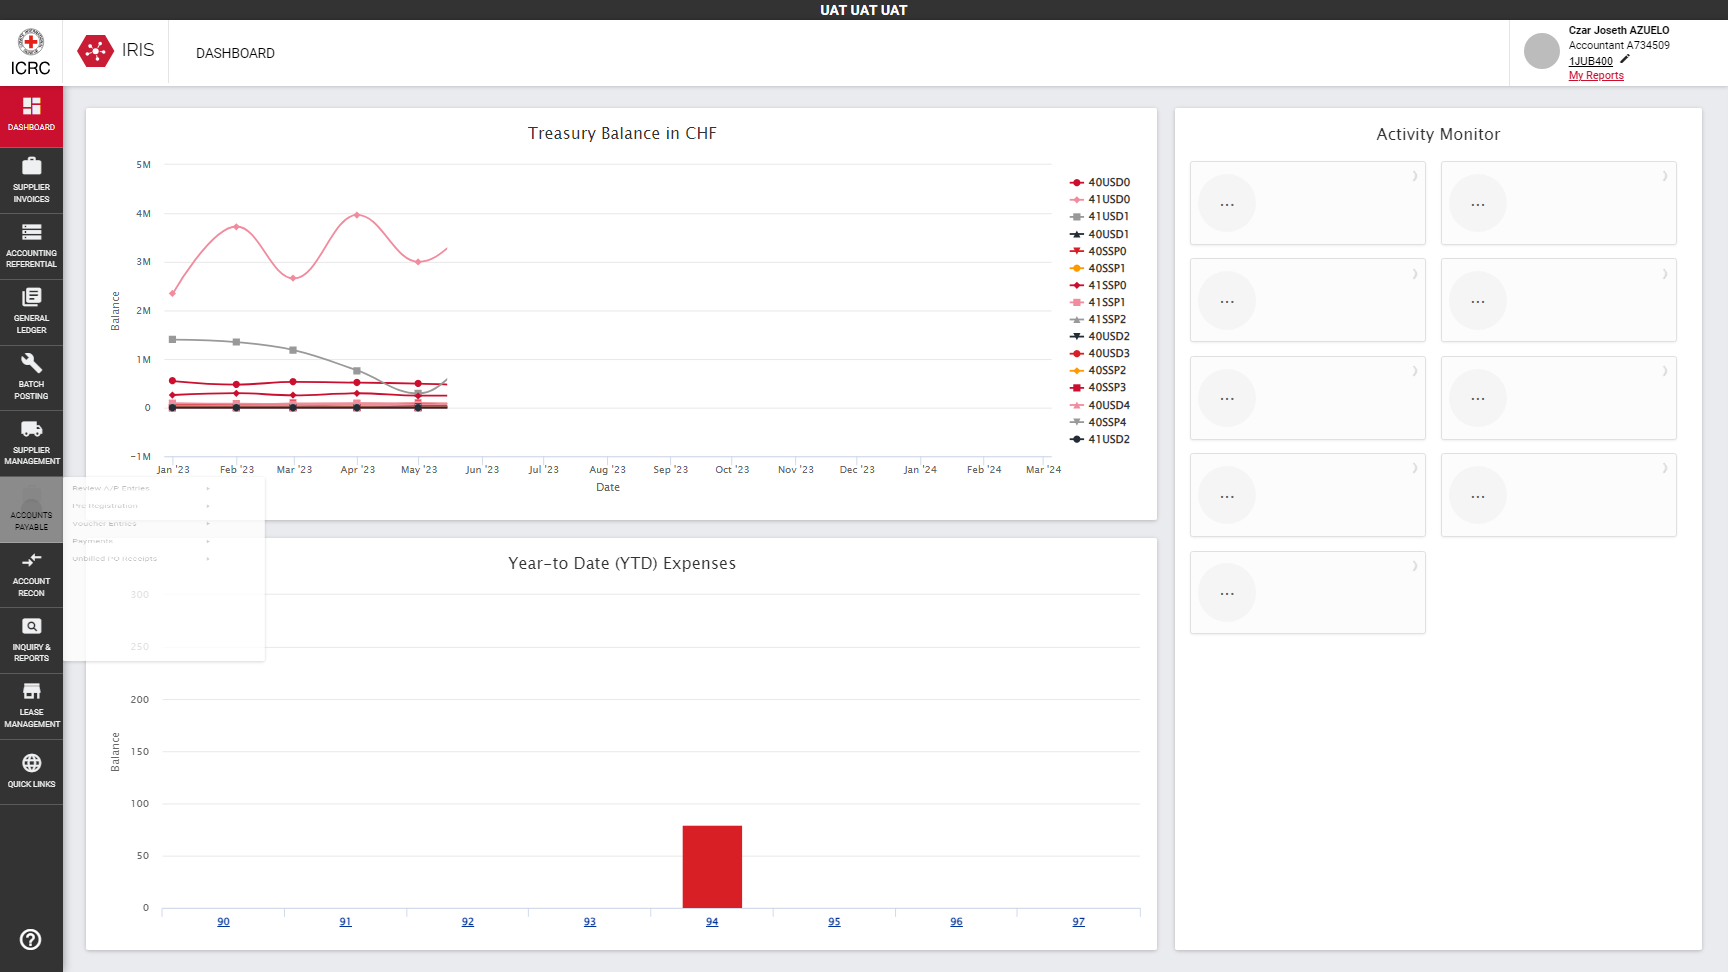 UAT UAT UAT
ICRC
IRIS
DASHBOARD
Czar Joseth AZUELO
Accountant A734509
1JUB400
My Reports
DASHBOARD
SUPPLIER
INVOICES
ACCOUNTING
REFERENTIAL
GENERAL
LEDGER
BATCH
POSTING
SUPPLIER
MANAGEMENT
ACCOUNTS
PAYABLE
ACCOUNT
RECON
INQUIRY &
REPORTS
LEASE
MANAGEMENT
QUICK LINKS
Review A/P Entries
Pre Registration
Voucher Entries
Payments
Unbilled PO Receipts
Treasury Balance in CHF
5M
4M
3M
2M
1M
0
-1M
Balance
Jan '23 Feb '23 Mar '23 Apr '23 May '23 Jun '23 Jul '23 Aug '23 Sep '23 Oct '23 Nov '23 Dec '23 Jan '24 Feb '24 Mar '24
Date
40USD0
41USD0
41USD1
40USD1
40SSP0
40SSP1
41SSP0
41SSP1
41SSP2
40USD2
40USD3
40SSP2
40SSP3
40USD4
40SSP4
41USD2
Year-to Date (YTD) Expenses
300
250
200
150
100
50
0
Balance
90 91 92 93 94 95 96 97
Activity Monitor
... ...
... ...
... ...
... ...
...